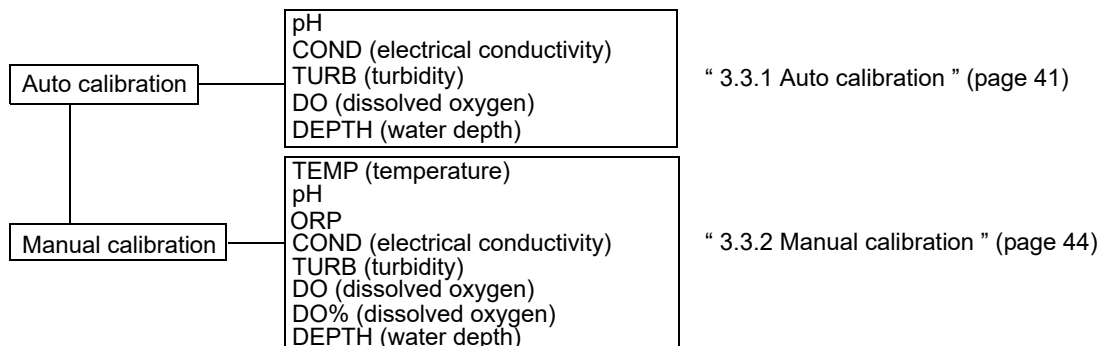 pH
COND (electrical conductivity)
Auto calibration
TURB (turbidity)
“ 3.3.1 Auto calibration ” (page 41)
DO (dissolved oxygen)
DEPTH (water depth)
TEMP (temperature)
pH
ORP
Manual calibration
COND (electrical conductivity)
“ 3.3.2 Manual calibration ” (page 44)
TURB (turbidity)
DO (dissolved oxygen)
DO% (dissolved oxygen)
DEPTH (water depth)